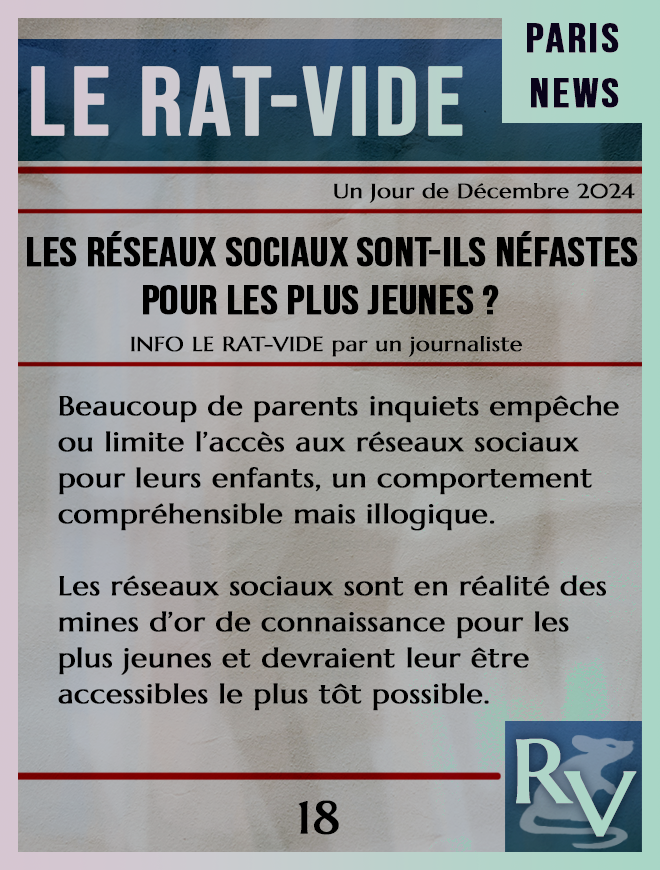 PARIS
NEWS
LE RAT-VIDE
Un Jour de Décembre 2024
LES RÉSEAUX SOCIAUX SONT-ILS NÉFASTES
POUR LES PLUS JEUNES ?
INFO LE RAT-VIDE par un journaliste
Beaucoup de parents inquiets empêche
ou limite l'accès aux réseaux sociaux
pour leurs enfants, un comportement
compréhensible mais illogique.
Les réseaux sociaux sont en réalité des
mines d'or de connaissance pour les
plus jeunes et devraient leur être
accessibles le plus tôt possible.
RV
18